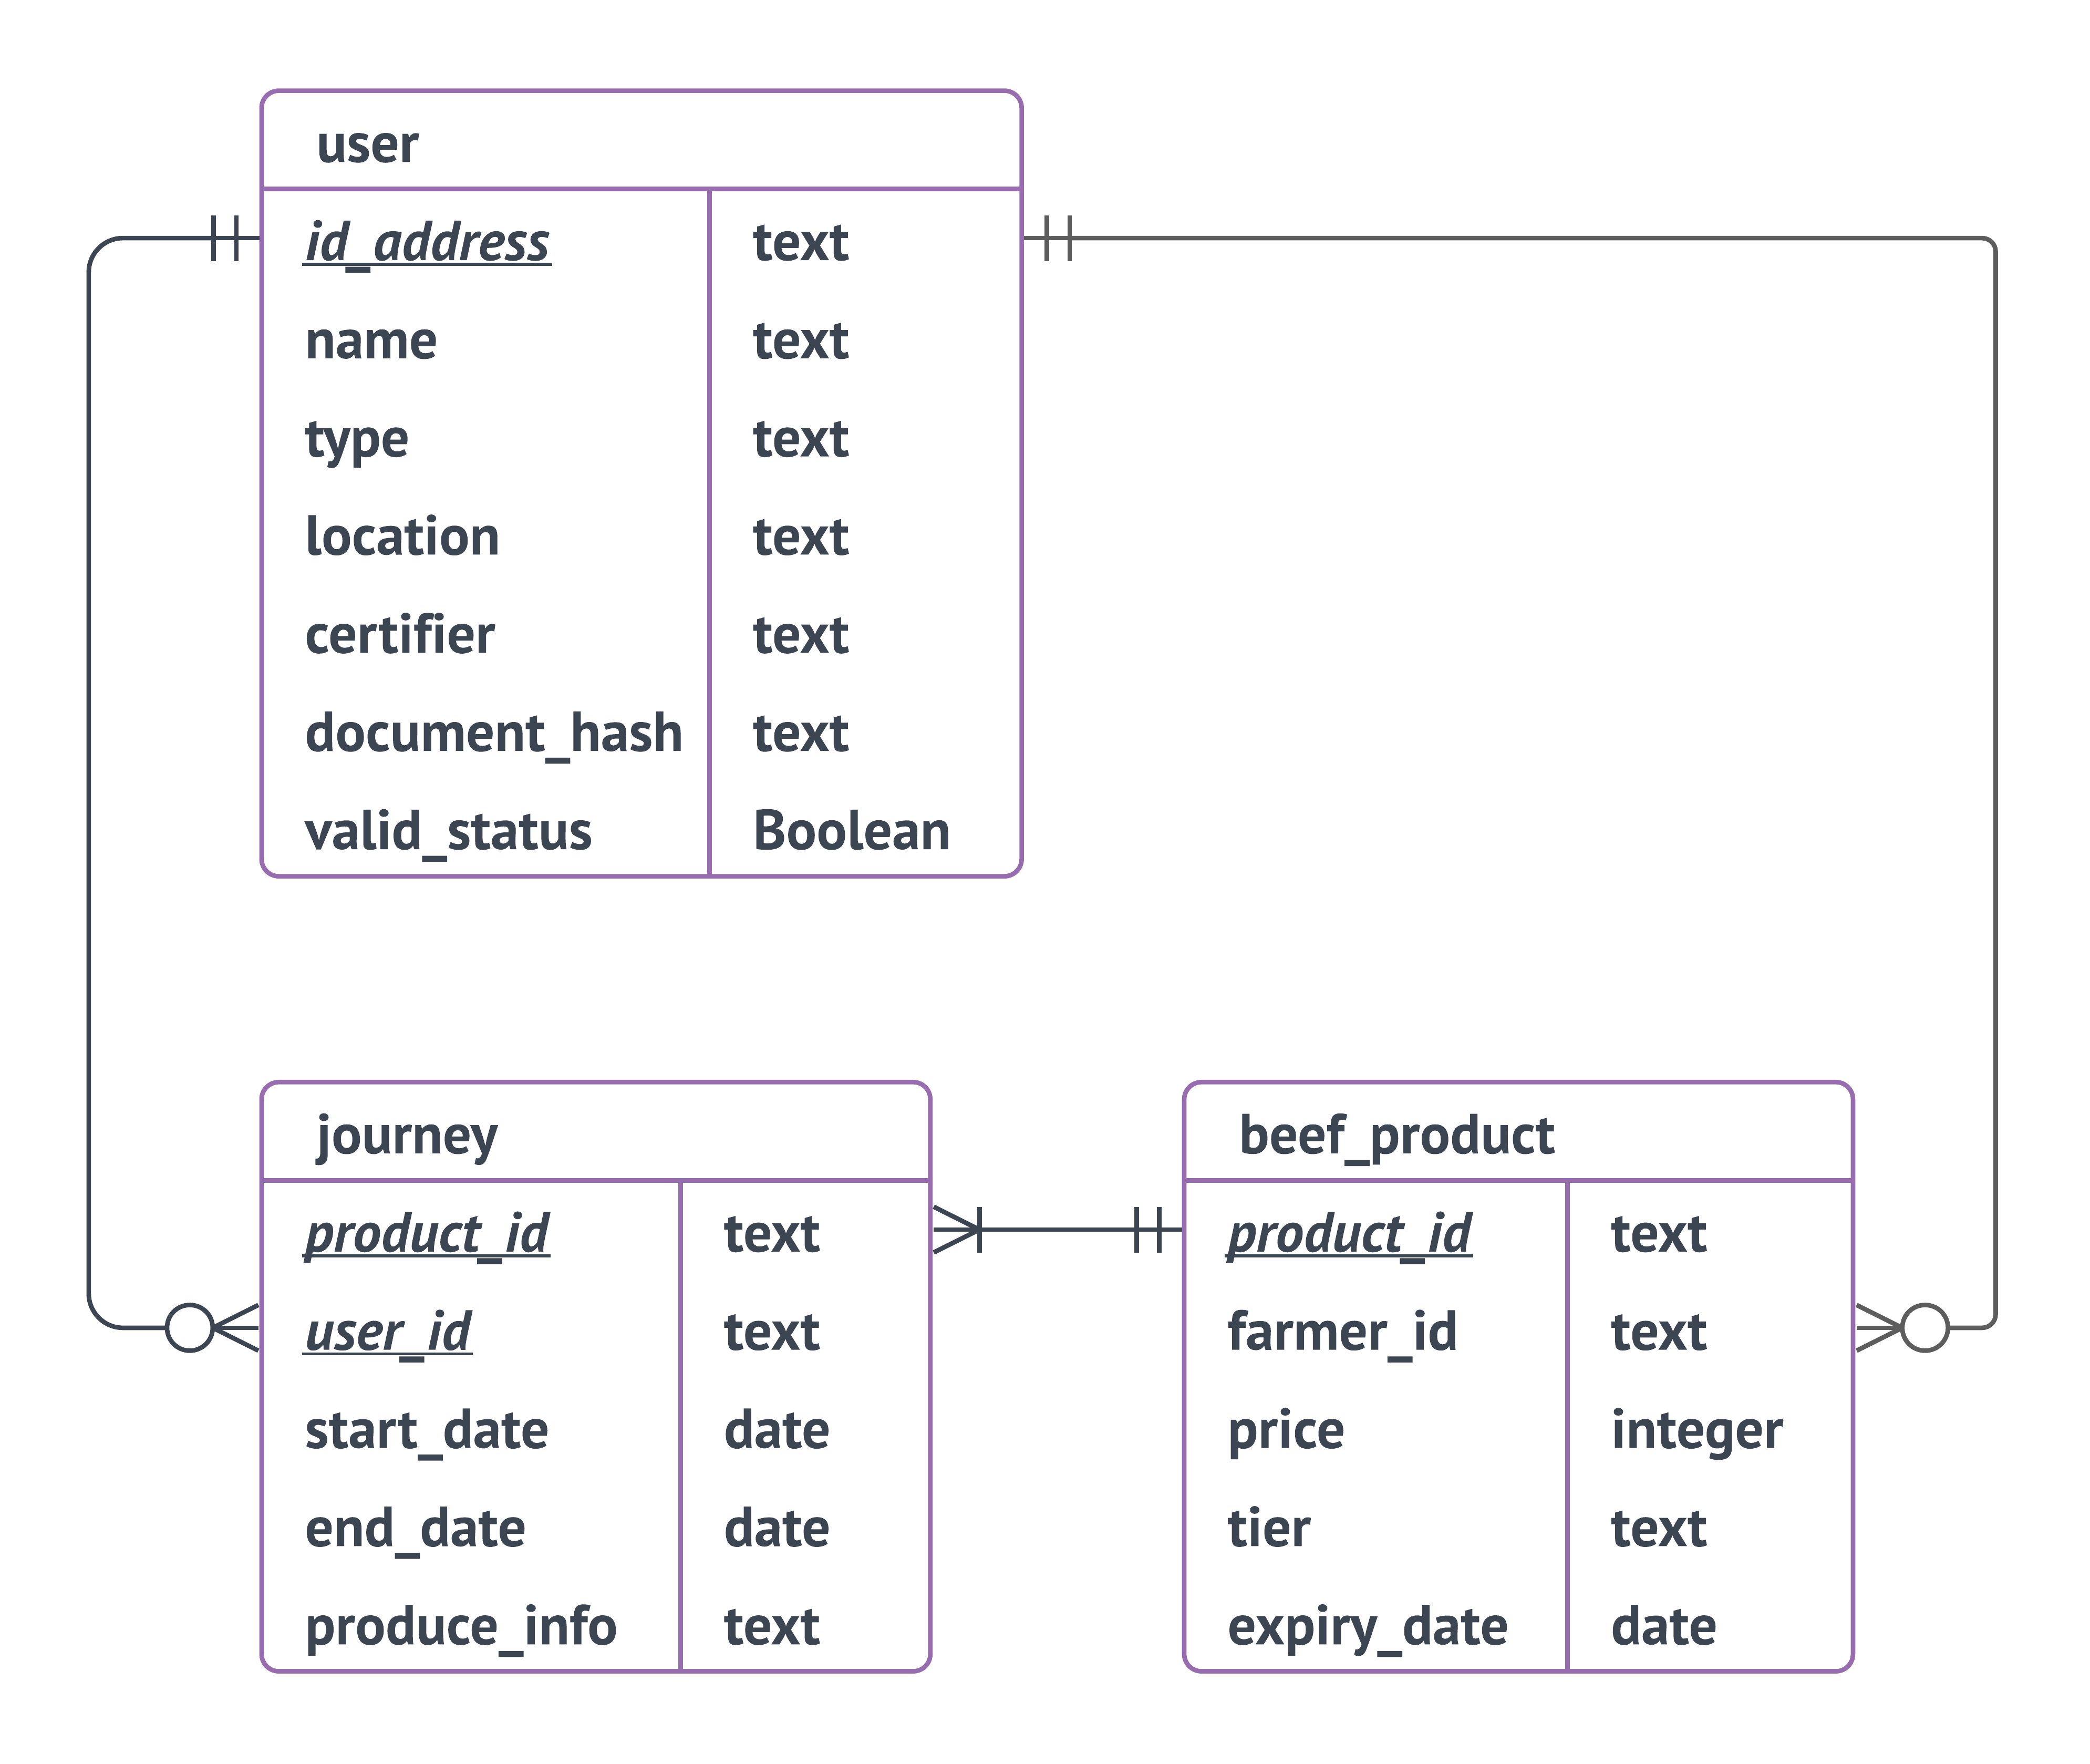 user
id_address text
name text
type text
location text
certifier text
document_hash text
valid_status Boolean
journey
product_id text
user_id text
start_date date
end_date date
produce_info text
beef_product
product_id text
farmer_id text
price integer
tier text
expiry_date date